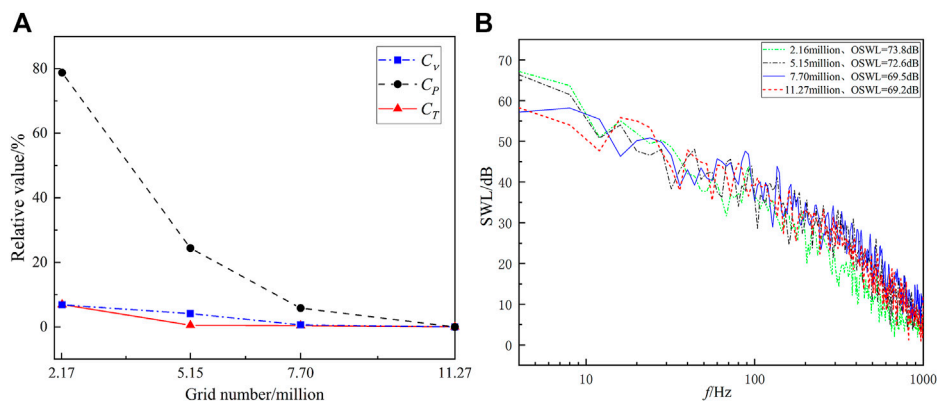 A
Relative value/%
80
60
40
20
0
2.17
5.15
7.70
11.27
Grid number/million
Cν
CP
CT
B
SWL/dB
70
60
50
40
30
20
10
0
10
100
1000
f/Hz
2.16million、OSWL=73.8dB
5.15million、OSWL=72.6dB
7.70million、OSWL=69.5dB
11.27million、OSWL=69.2dB